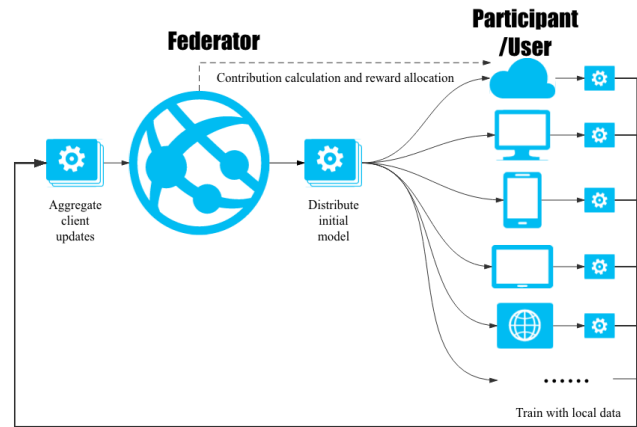 Federator
Participant
/User
Contribution calculation and reward allocation
Aggregate
client
updates
Distribute
initial
model
......
Train with local data